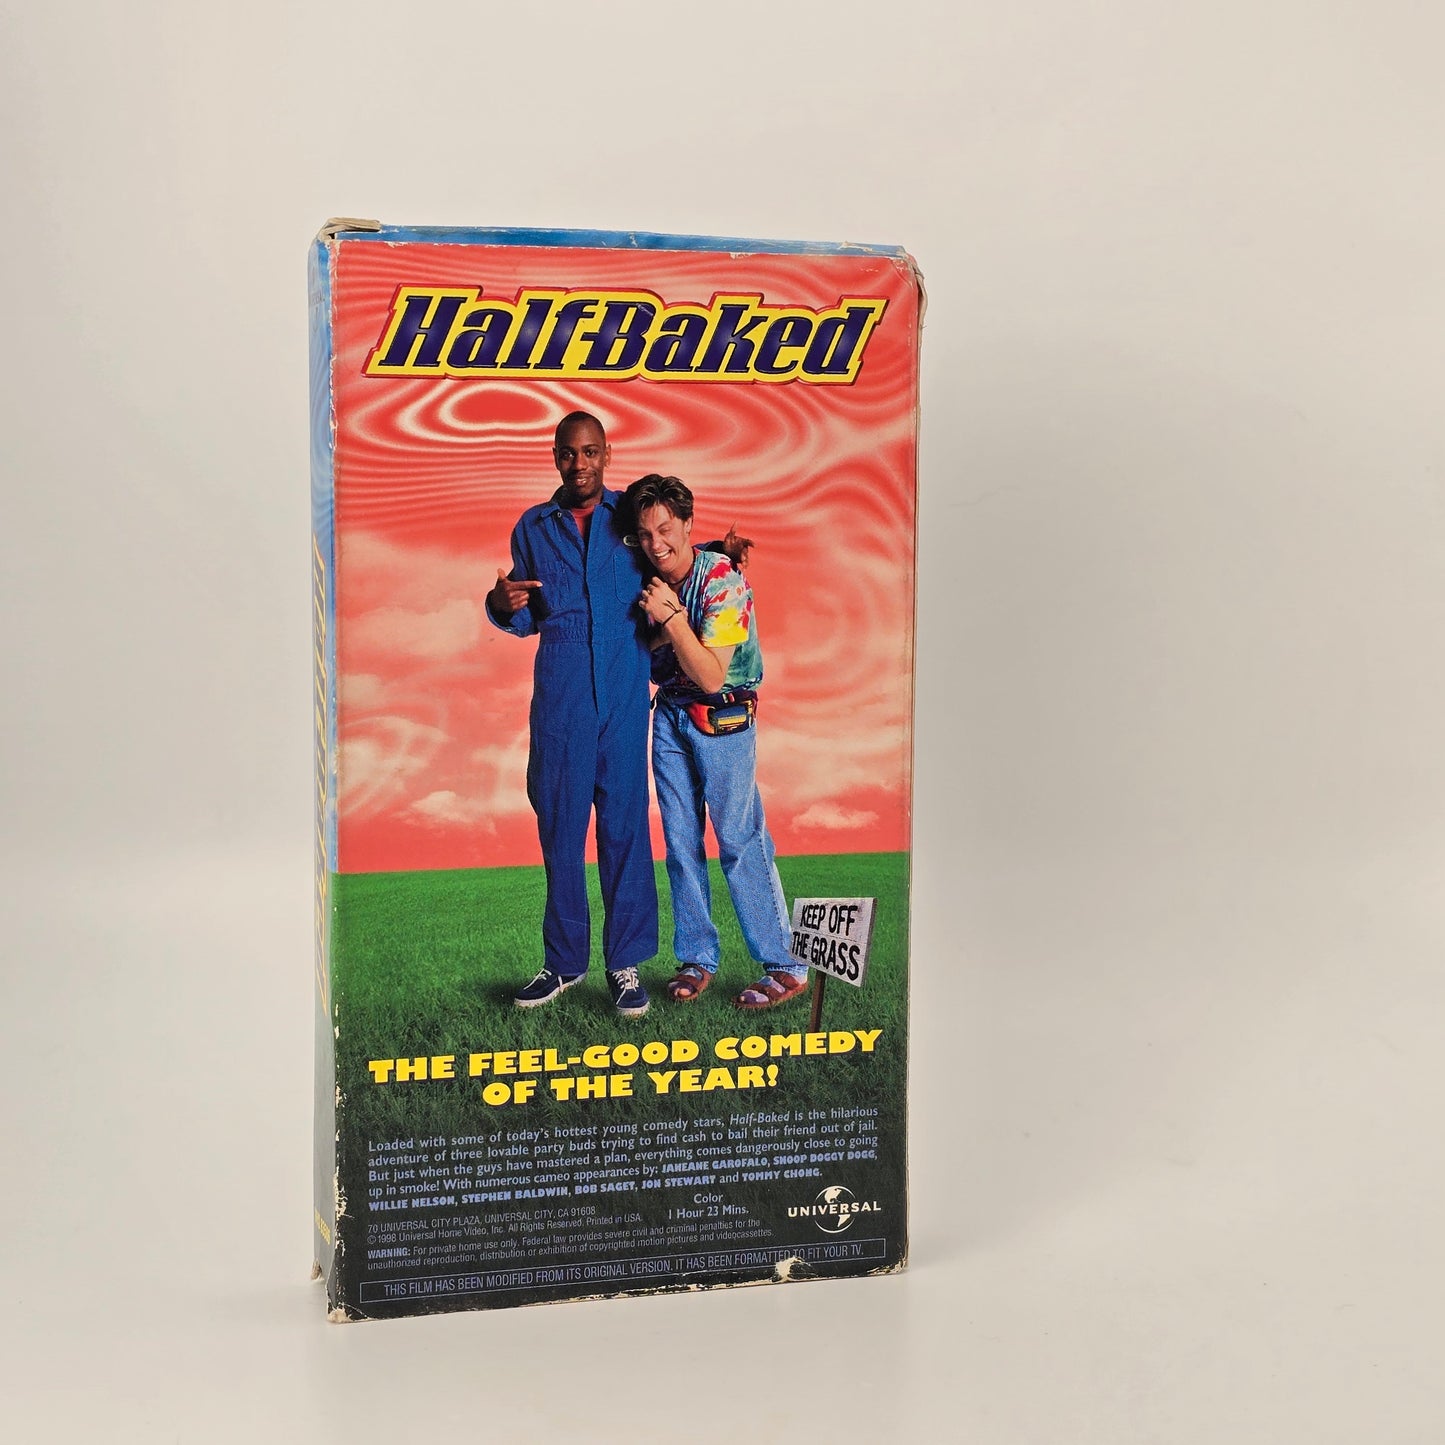 Half-Baked
KEEP OFF
THE GRASS
THE FEEL-GOOD COMEDY
OF THE YEAR!
Loaded with some of today's hottest young comedy stars, Half-Baked is the hilarious
adventure of three lovable party buds trying to find cash to bail their friend out of jail.
But just when the guys have mastered a plan, everything comes dangerously close to going
up in smoke! With numerous cameo appearances by: JANEANE GAROFALO, SNOOP DOGGY DOGG,
WILLIE NELSON, STEPHEN BALDWIN, BOB SAGET, JON STEWART and TOMMY CHONG.
Color
1 Hour 23 Mins.
UNIVERSAL
70 UNIVERSAL CITY PLAZA, UNIVERSAL CITY, CA 91608
© 1998 Universal Home Video, Inc. All Rights Reserved. Printed in USA.
WARNING: For private home use only. Federal law provides severe civil and criminal penalties for the
unauthorized reproduction, distribution or exhibition of copyrighted motion pictures and videocassettes.
THIS FILM HAS BEEN MODIFIED FROM ITS ORIGINAL VERSION. IT HAS BEEN FORMATTED TO FIT YOUR TV.